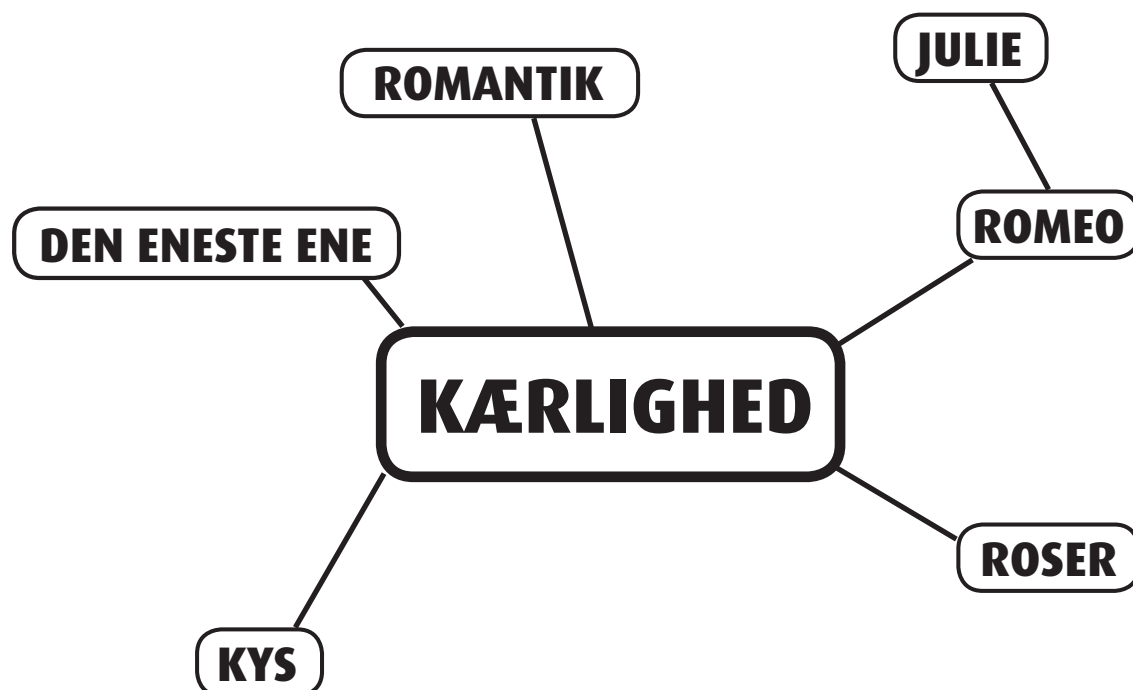 JULIE
ROMANTIK
ROMEO
DEN ENESTE ENE
KÆRLIGHED
ROSER
KYS